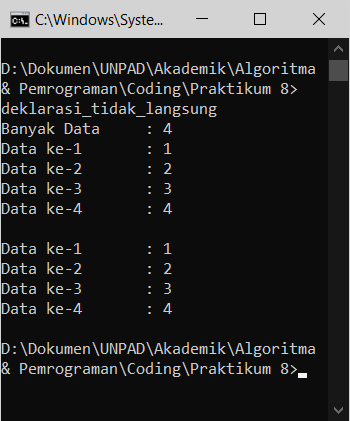 C:\Windows\Syste...
D:\Dokumen\UNPAD\Akademik\Algoritma
& Pemrograman\Coding\Praktikum 8>
deklarasi_tidak_langsung
Banyak Data     : 4
Data ke-1       : 1
Data ke-2       : 2
Data ke-3       : 3
Data ke-4       : 4

Data ke-1       : 1
Data ke-2       : 2
Data ke-3       : 3
Data ke-4       : 4

D:\Dokumen\UNPAD\Akademik\Algoritma
& Pemrograman\Coding\Praktikum 8>